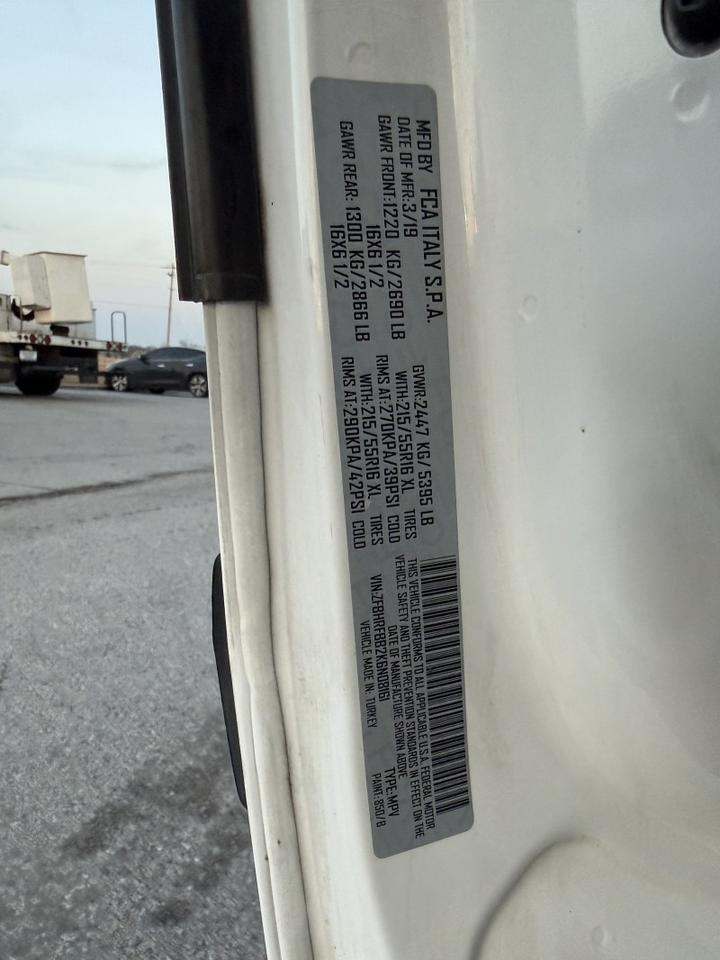 MFD BY FCA ITALY S.P.A.
DATE OF MFR:3/19 GVWR:2447 KG/5395 LB
GAWR FRONT:1220 KG/2690 LB WITH:215/55R16 XL TIRES
16X6 1/2 RIMS AT:270KPA/39PSI COLD
GAWR REAR: 1300 KG/2866 LB WITH:215/55R16 XL TIRES
16X6 1/2 RIMS AT:290KPA/42PSI COLD
THIS VEHICLE CONFORMS TO ALL APPLICABLE U.S.A. FEDERAL MOTOR
VEHICLE SAFETY AND THEFT PREVENTION STANDARDS IN EFFECT ON THE
DATE OF MANUFACTURE SHOWN ABOVE
VIN:ZFBHRFBB2K6N08161 TYPE:MPV
VEHICLE MADE IN: TURKEY PAINT:850/B